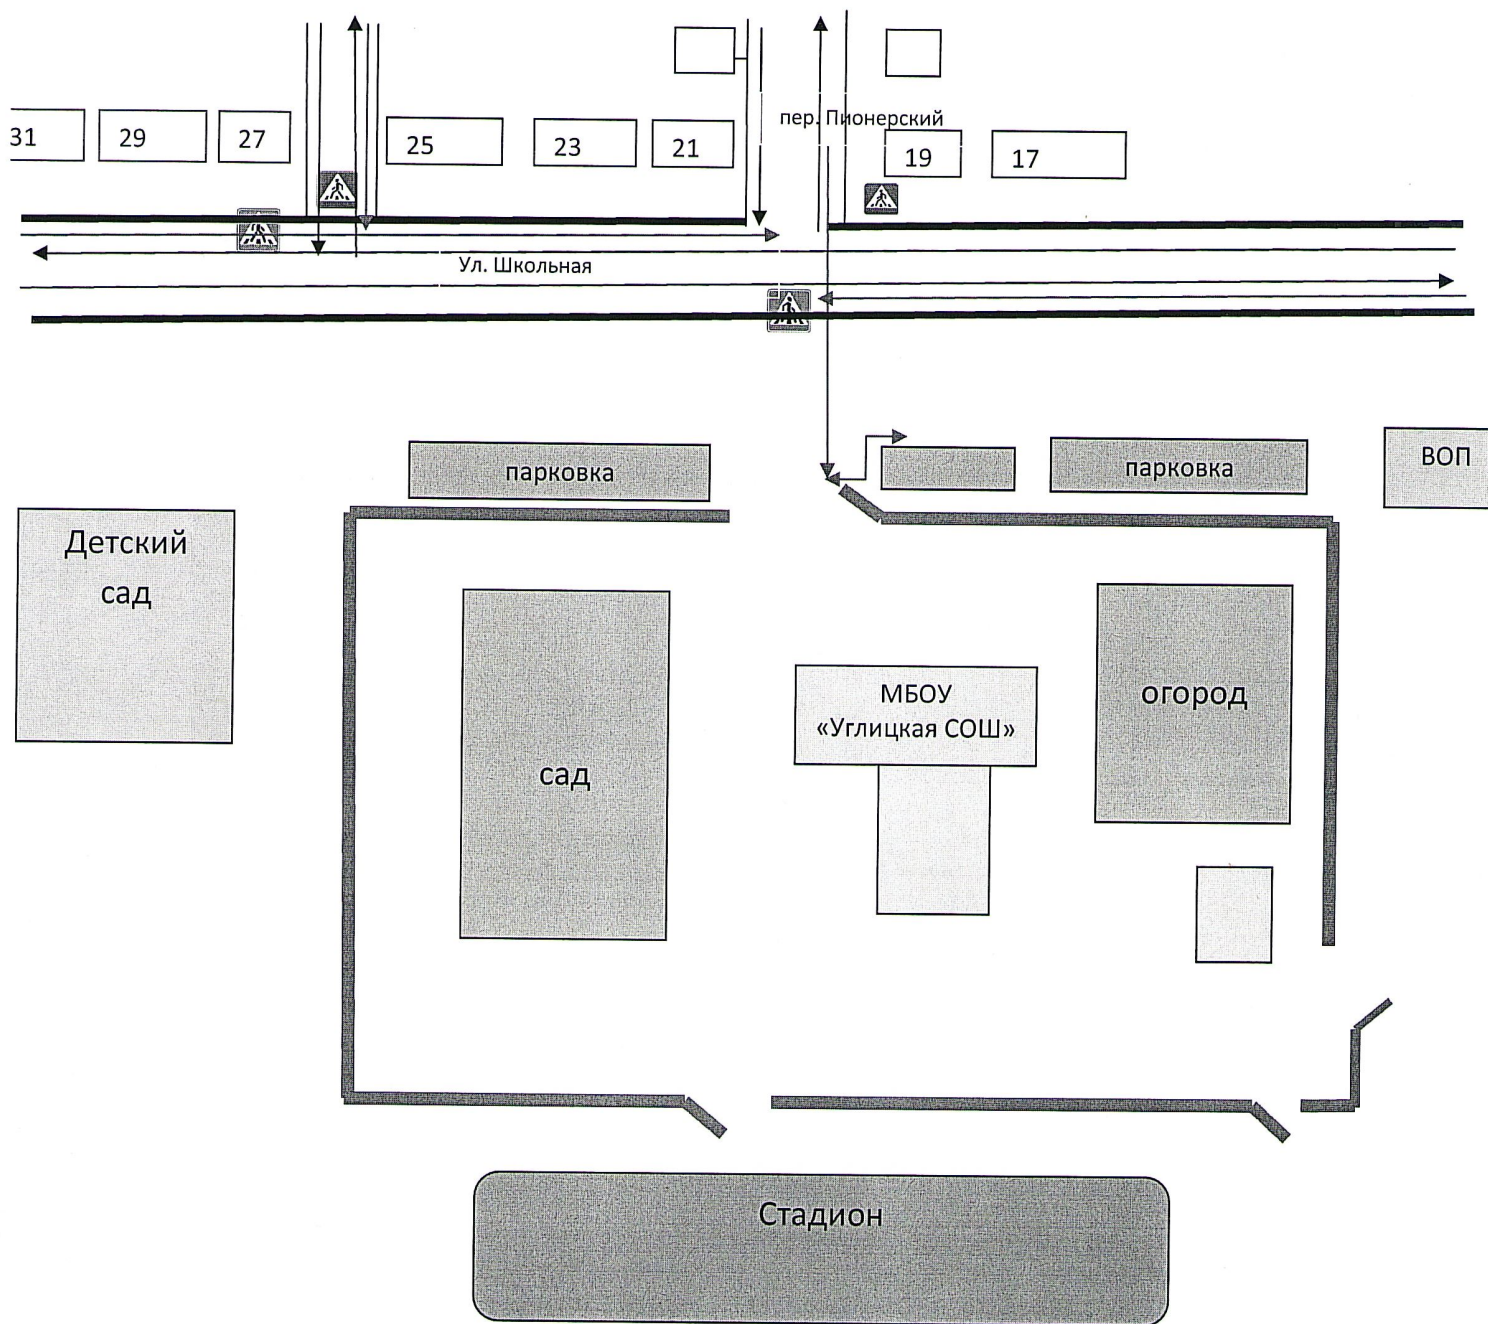 пер. Пионерский
31
29
27
25
23
21
19
17
Ул. Школьная
парковка
парковка
ВОП
Детский
сад
сад
МБОУ
«Углицкая СОШ»
огород
Стадион